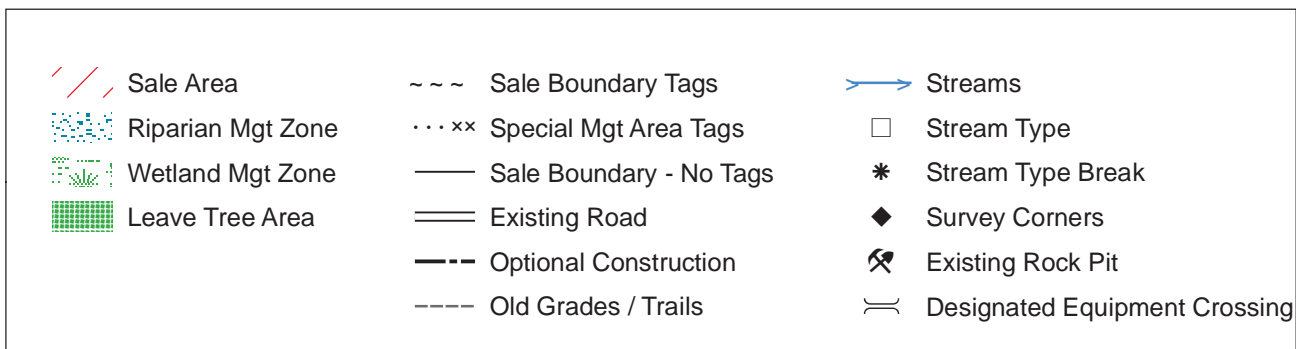 Sale Area
Riparian Mgt Zone
Wetland Mgt Zone
Leave Tree Area
Sale Boundary Tags
Special Mgt Area Tags
Sale Boundary - No Tags
Existing Road
Optional Construction
Old Grades / Trails
Streams
Stream Type
Stream Type Break
Survey Corners
Existing Rock Pit
Designated Equipment Crossing